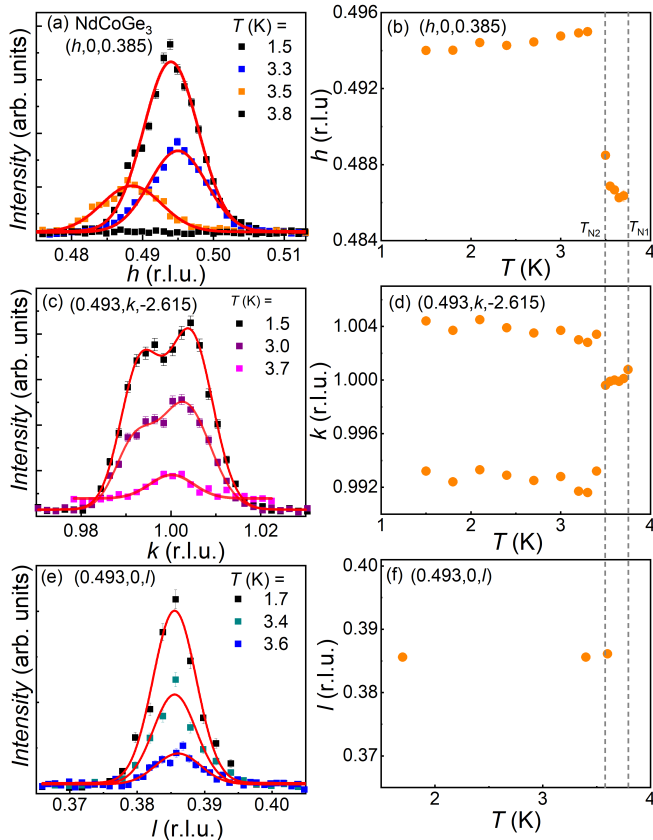 (a) NdCoGe3
(h,0,0.385)
T (K) =
1.5
3.3
3.5
3.8
Intensity (arb. units)
0.48 0.49 0.50 0.51
h (r.l.u.)
(b) (h,0,0.385)
0.496
0.492
0.488
0.484
h (r.l.u)
TN2 TN1
1 2 3 4
T (K)
(c) (0.493,k,-2.615)
T (K) =
1.5
3.0
3.7
Intensity (arb. units)
0.98 1.00 1.02
k (r.l.u.)
(d) (0.493,k,-2.615)
1.004
1.000
0.996
0.992
k (r.l.u.)
1 2 3 4
T (K)
(e) (0.493,0,l)
T (K) =
1.7
3.4
3.6
Intensity (arb. units)
0.37 0.38 0.39 0.40
l (r.l.u.)
(f) (0.493,0,l)
0.40
0.39
0.38
0.37
l (r.l.u.)
2 3 4
T (K)